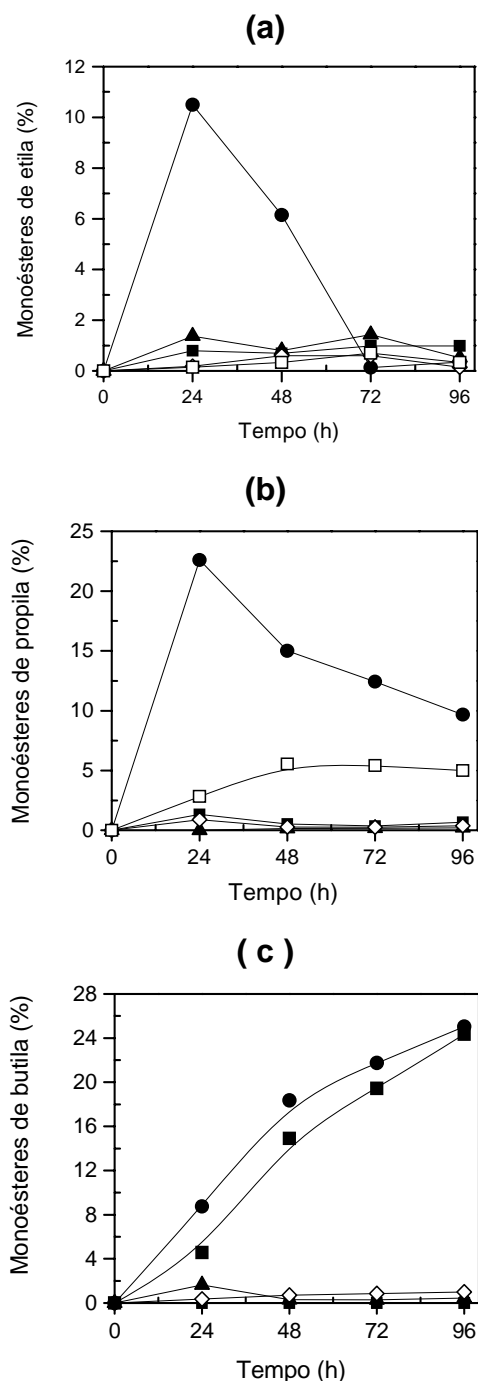 (a)
Monoésteres de etila (%)
12
10
8
6
4
2
0
0 24 48 72 96
Tempo (h)
(b)
Monoésteres de propila (%)
25
20
15
10
5
0
0 24 48 72 96
Tempo (h)
( c )
Monoésteres de butila (%)
28
24
20
16
12
8
4
0
0 24 48 72 96
Tempo (h)